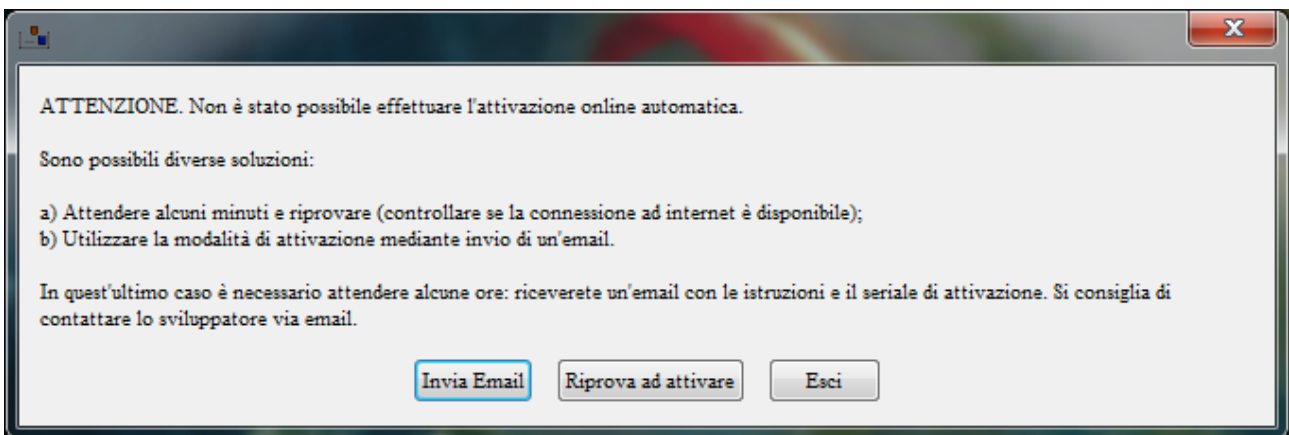 ATTENZIONE. Non è stato possibile effettuare l'attivazione online automatica.
Sono possibili diverse soluzioni:
a) Attendere alcuni minuti e riprovare (controllare se la connessione ad internet è disponibile);
b) Utilizzare la modalità di attivazione mediante invio di un'email.
In quest'ultimo caso è necessario attendere alcune ore: riceverete un'email con le istruzioni e il seriale di attivazione. Si consiglia di
contattare lo sviluppatore via email.
Invia Email Riprova ad attivare Esci